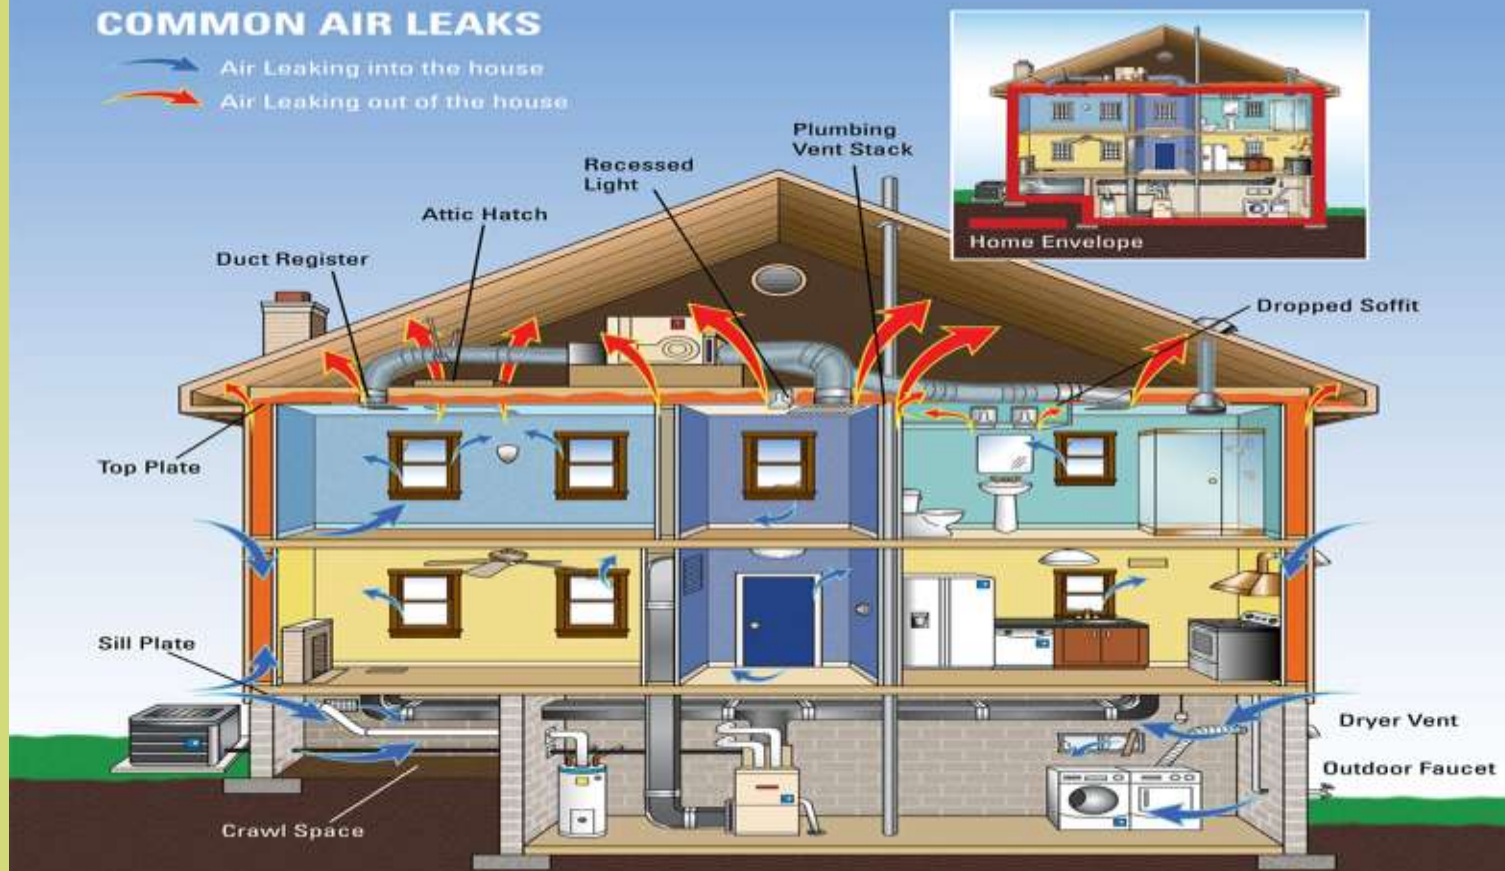 COMMON AIR LEAKS
Air Leaking into the house
Air Leaking out of the house
Plumbing
Vent Stack
Recessed
Light
Attic Hatch
Duct Register
Home Envelope
Dropped Soffit
Top Plate
Sill Plate
Dryer Vent
Outdoor Faucet
Crawl Space